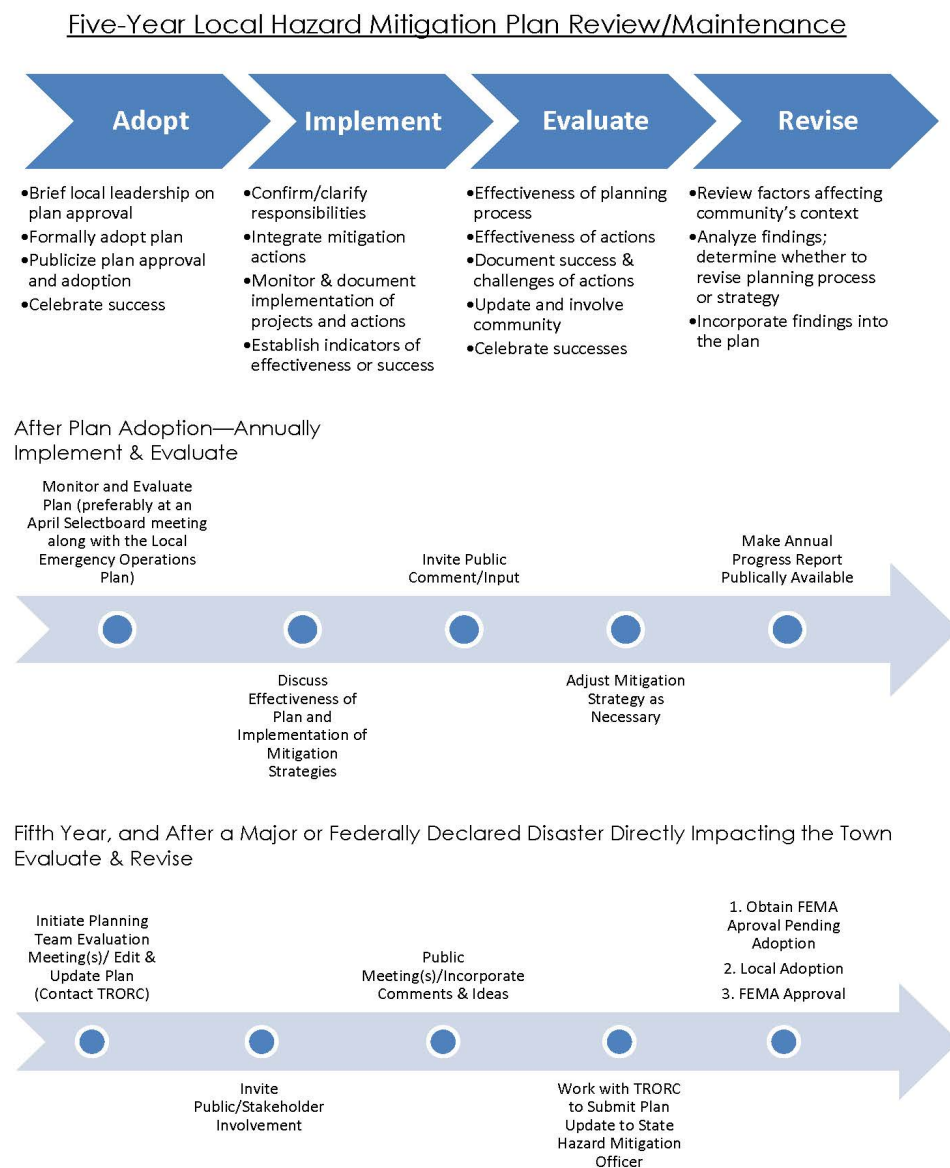 Five-Year Local Hazard Mitigation Plan Review/Maintenance
Adopt
Implement
Evaluate
Revise
•Brief local leadership on
plan approval
•Formally adopt plan
•Publicize plan approval
and adoption
•Celebrate success
•Confirm/clarify
responsibilities
•Integrate mitigation
actions
•Monitor & document
implementation of
projects and actions
•Establish indicators of
effectiveness or success
•Effectiveness of planning
process
•Effectiveness of actions
•Document success &
challenges of actions
•Update and involve
community
•Celebrate successes
•Review factors affecting
community’s context
•Analyze findings;
determine whether to
revise planning process
or strategy
•Incorporate findings into
the plan
After Plan Adoption—Annually
Implement & Evaluate
Monitor and Evaluate
Plan (preferably at an
April Selectboard meeting
along with the Local
Emergency Operations
Plan)
Discuss
Effectiveness of
Plan and
Implementation of
Mitigation
Strategies
Invite Public
Comment/Input
Adjust Mitigation
Strategy as
Necessary
Make Annual
Progress Report
Publically Available
Fifth Year, and After a Major or Federally Declared Disaster Directly Impacting the Town
Evaluate & Revise
Initiate Planning
Team Evaluation
Meeting(s)/ Edit &
Update Plan
(Contact TRORC)
Invite
Public/Stakeholder
Involvement
Public
Meeting(s)/Incorporate
Comments & Ideas
Work with TRORC
to Submit Plan
Update to State
Hazard Mitigation
Officer
1. Obtain FEMA
Aproval Pending
Adoption
2. Local Adoption
3. FEMA Approval